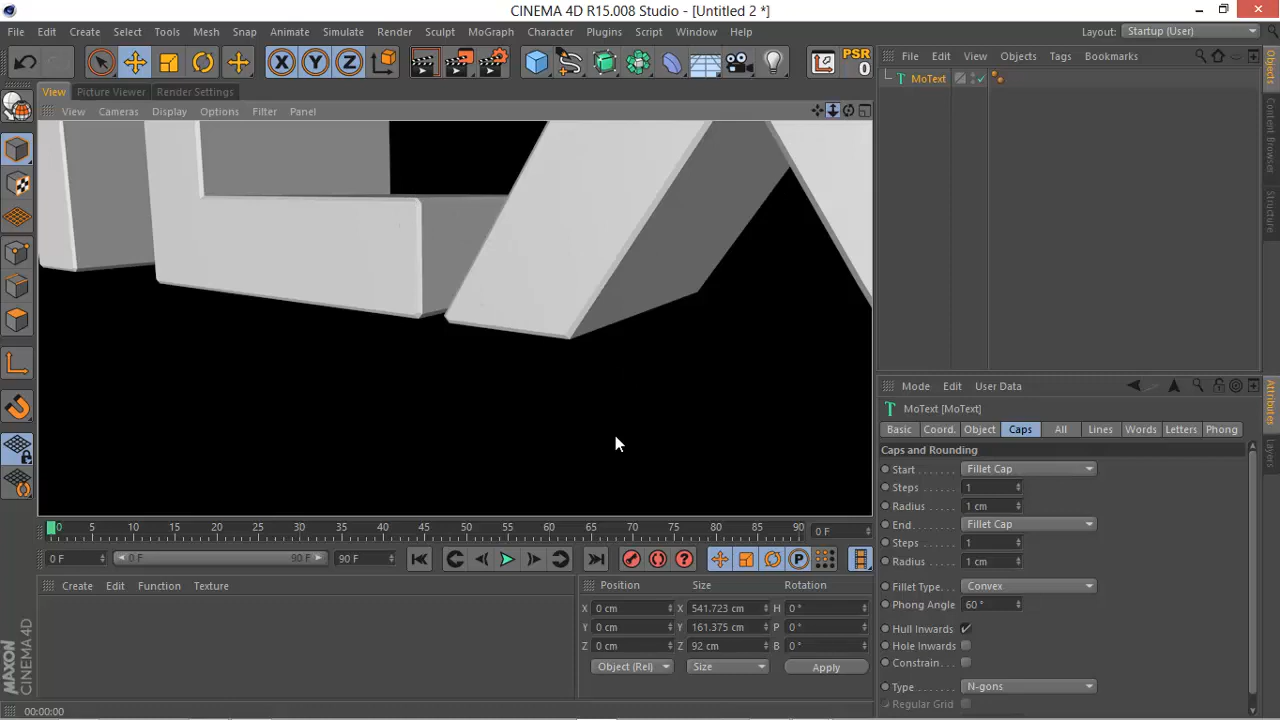 CINEMA 4D R15.008 Studio - [Untitled 2 *]
File Edit Create Select Tools Mesh Snap Animate Simulate Render Sculpt MoGraph Character Plugins Script Window Help
Layout: Startup (User)
X Y Z
PSR
0
File Edit View Objects Tags Bookmarks
View Picture Viewer Render Settings
MoText
View Cameras Display Options Filter Panel
Objects
Content Browser
Structure
Mode Edit User Data
MoText [MoText]
Basic Coord. Object Caps All Lines Words Letters Phong
Caps and Rounding
Start Fillet Cap
Steps 1
Radius 1 cm
End Fillet Cap
Steps 1
Radius 1 cm
Fillet Type Convex
Phong Angle 60 °
Hull Inwards
Hole Inwards
Constrain
Type N-gons
Regular Grid
Attributes
Layers
0 5 10 15 20 25 30 35 40 45 50 55 60 65 70 75 80 85 90 0 F
0 F 0 F 90 F 90 F
P
Create Edit Function Texture
Position Size Rotation
X 0 cm X 541.723 cm H 0 °
Y 0 cm Y 161.375 cm P 0 °
Z 0 cm Z 92 cm B 0 °
Object (Rel) Size Apply
MAXON
CINEMA 4D
00:00:00